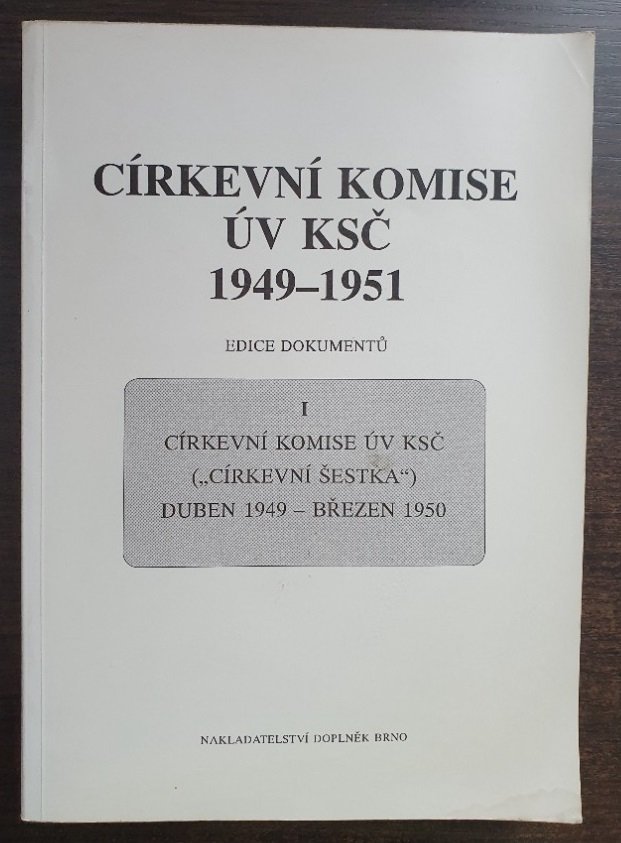 CÍRKEVNÍ KOMISE
ÚV KSČ
1949–1951
EDICE DOKUMENTŮ
I
CÍRKEVNÍ KOMISE ÚV KSČ
(„CÍRKEVNÍ ŠESTKA“)
DUBEN 1949 – BŘEZEN 1950
NAKLADATELSTVÍ DOPLNĚK BRNO